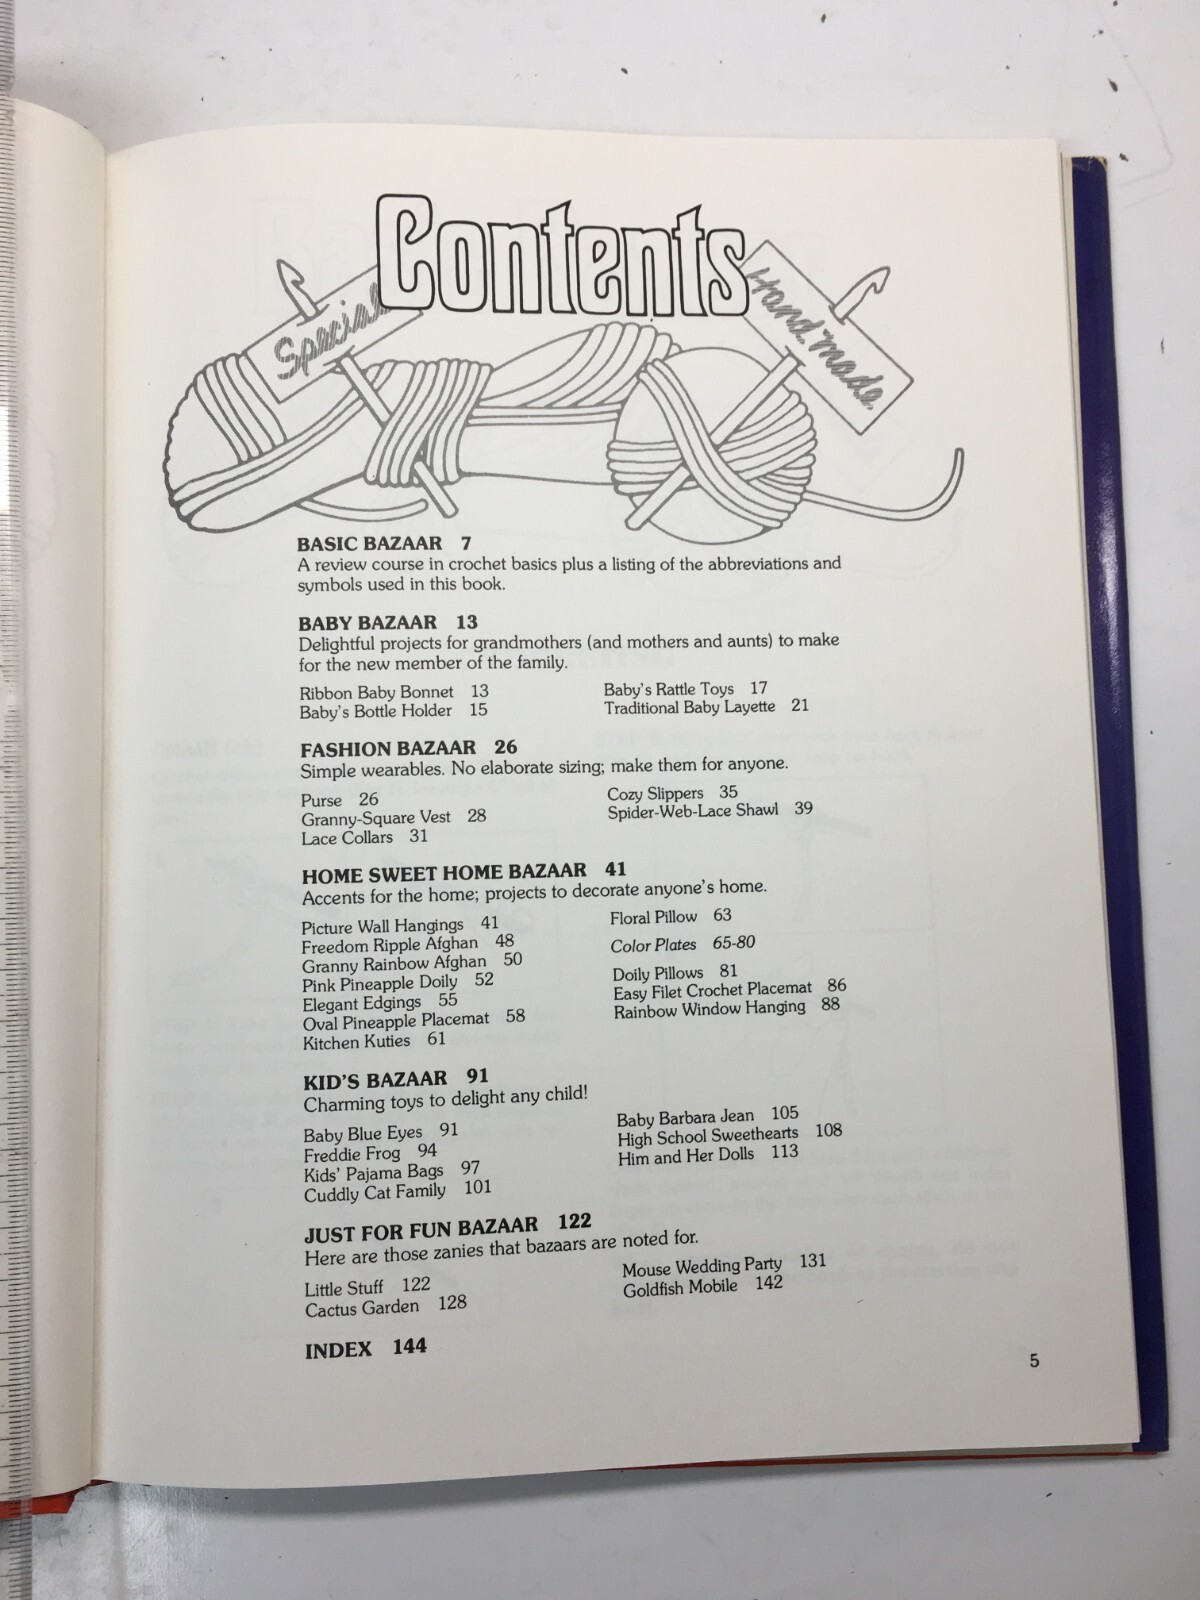 Contents
Special
Hand-made
BASIC BAZAAR 7
A review course in crochet basics plus a listing of the abbreviations and
symbols used in this book.
BABY BAZAAR 13
Delightful projects for grandmothers (and mothers and aunts) to make
for the new member of the family.
Ribbon Baby Bonnet 13
Baby's Bottle Holder 15
Baby's Rattle Toys 17
Traditional Baby Layette 21
FASHION BAZAAR 26
Simple wearables. No elaborate sizing; make them for anyone.
Purse 26
Granny-Square Vest 28
Lace Collars 31
Cozy Slippers 35
Spider-Web-Lace Shawl 39
HOME SWEET HOME BAZAAR 41
Accents for the home; projects to decorate anyone's home.
Picture Wall Hangings 41
Freedom Ripple Afghan 48
Granny Rainbow Afghan 50
Pink Pineapple Doily 52
Elegant Edgings 55
Oval Pineapple Placemat 58
Kitchen Kuties 61
Floral Pillow 63
Color Plates 65-80
Doily Pillows 81
Easy Filet Crochet Placemat 86
Rainbow Window Hanging 88
KID'S BAZAAR 91
Charming toys to delight any child!
Baby Blue Eyes 91
Freddie Frog 94
Kids' Pajama Bags 97
Cuddly Cat Family 101
Baby Barbara Jean 105
High School Sweethearts 108
Him and Her Dolls 113
JUST FOR FUN BAZAAR 122
Here are those zanies that bazaars are noted for.
Little Stuff 122
Cactus Garden 128
Mouse Wedding Party 131
Goldfish Mobile 142
INDEX 144
5